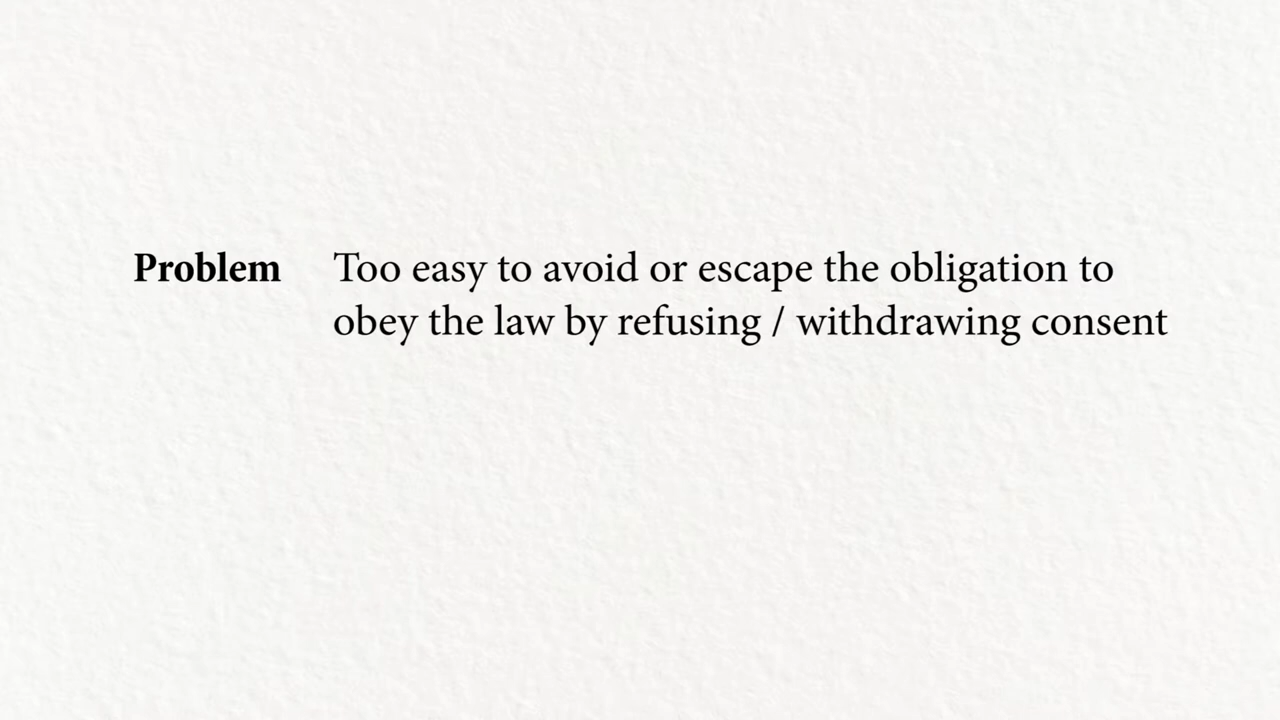 Problem Too easy to avoid or escape the obligation to
obey the law by refusing / withdrawing consent